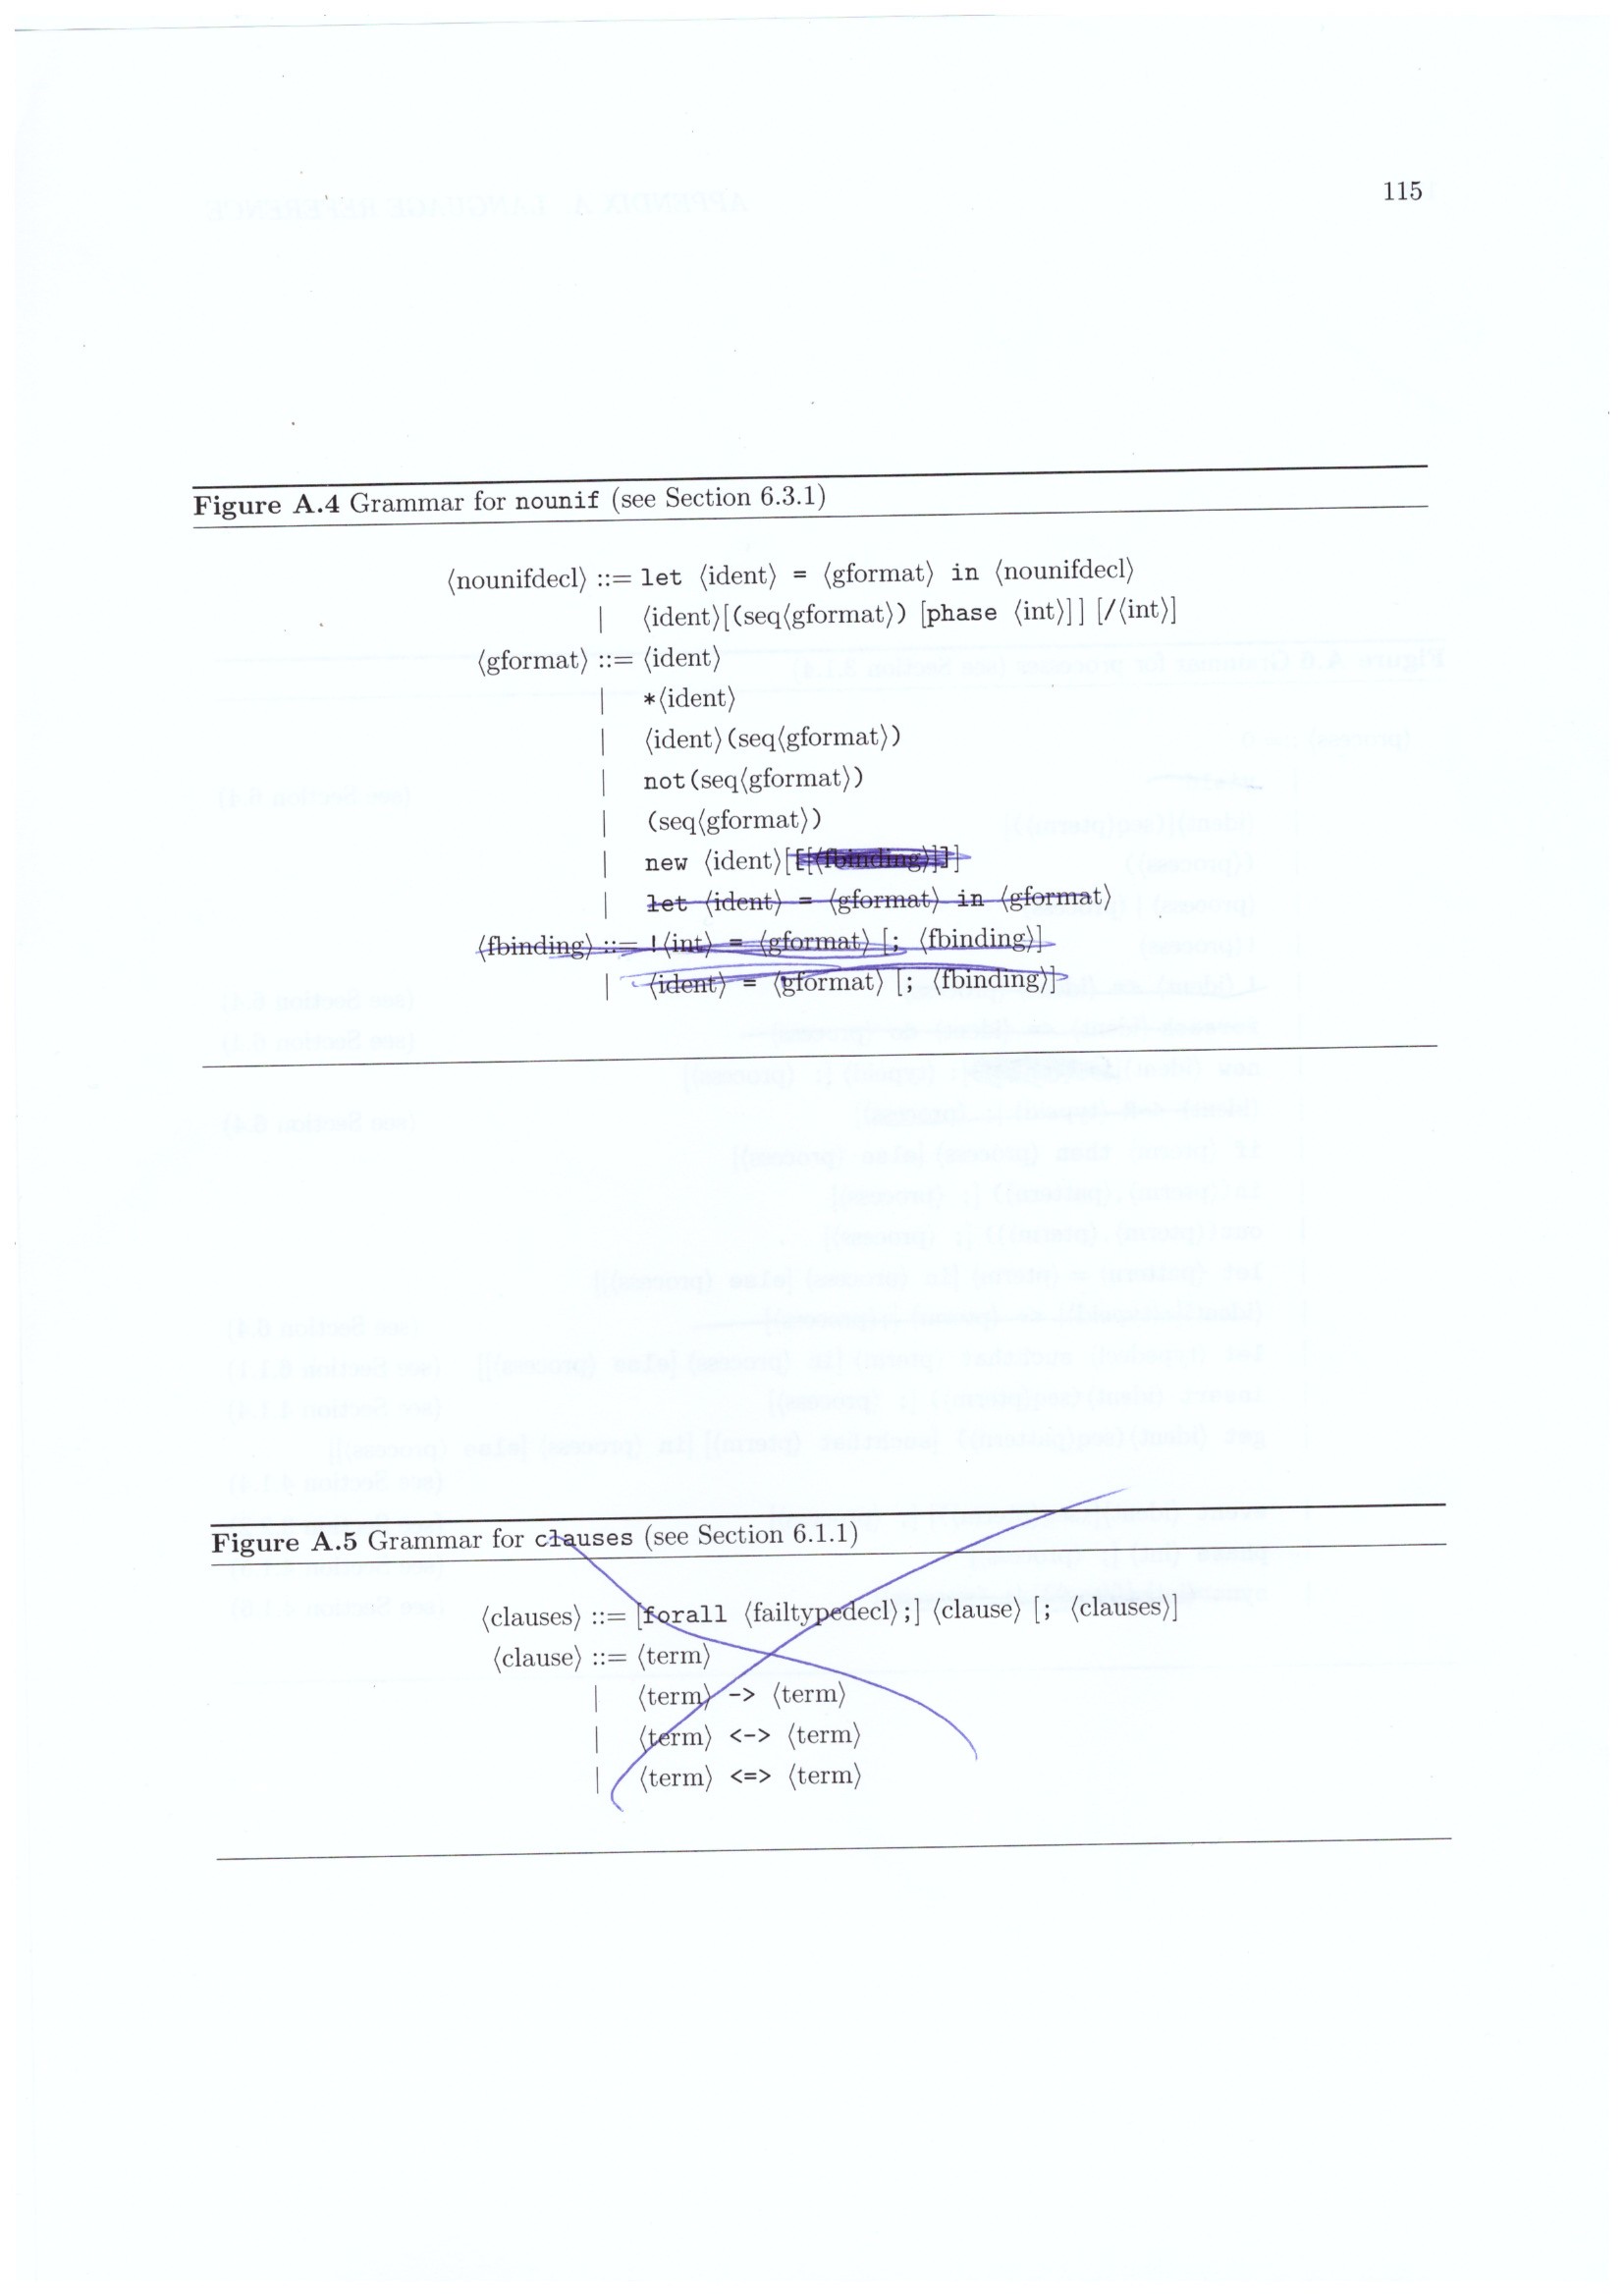 115
Figure A.4 Grammar for nounif (see Section 6.3.1)
⟨nounifdecl⟩ ::= let ⟨ident⟩ = ⟨gformat⟩ in ⟨nounifdecl⟩
| ⟨ident⟩[(seq⟨gformat⟩) [phase ⟨int⟩]] [/⟨int⟩]
⟨gformat⟩ ::= ⟨ident⟩
| *⟨ident⟩
| ⟨ident⟩(seq⟨gformat⟩)
| not(seq⟨gformat⟩)
| (seq⟨gformat⟩)
| new ⟨ident⟩[[[⟨fbinding⟩]]]
| let ⟨ident⟩ = ⟨gformat⟩ in ⟨gformat⟩
⟨fbinding⟩ ::= !⟨int⟩ = ⟨gformat⟩ [; ⟨fbinding⟩]
| ⟨ident⟩ = ⟨gformat⟩ [; ⟨fbinding⟩]
Figure A.5 Grammar for clauses (see Section 6.1.1)
⟨clauses⟩ ::= [forall ⟨failtypedecl⟩;] ⟨clause⟩ [; ⟨clauses⟩]
⟨clause⟩ ::= ⟨term⟩
| ⟨term⟩ -> ⟨term⟩
| ⟨term⟩ <-> ⟨term⟩
| ⟨term⟩ <=> ⟨term⟩